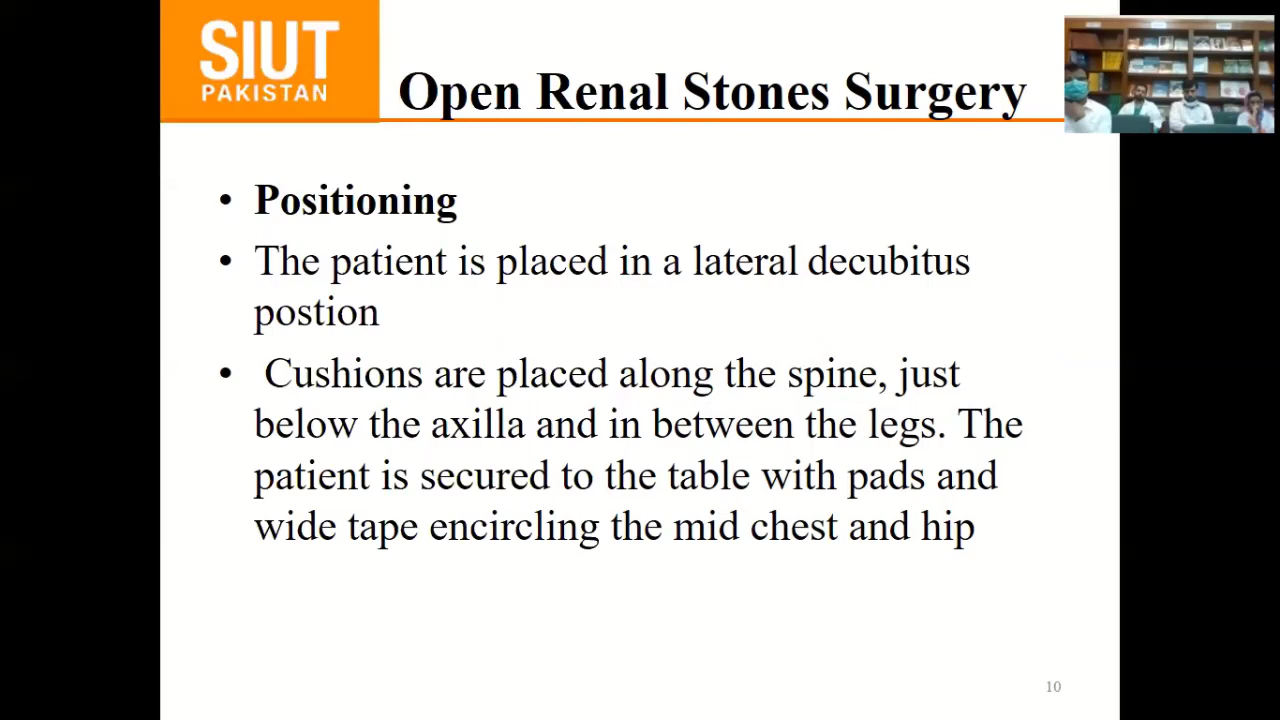 SIUT
PAKISTAN
Open Renal Stones Surgery
• Positioning
• The patient is placed in a lateral decubitus
postion
• Cushions are placed along the spine, just
below the axilla and in between the legs. The
patient is secured to the table with pads and
wide tape encircling the mid chest and hip
10